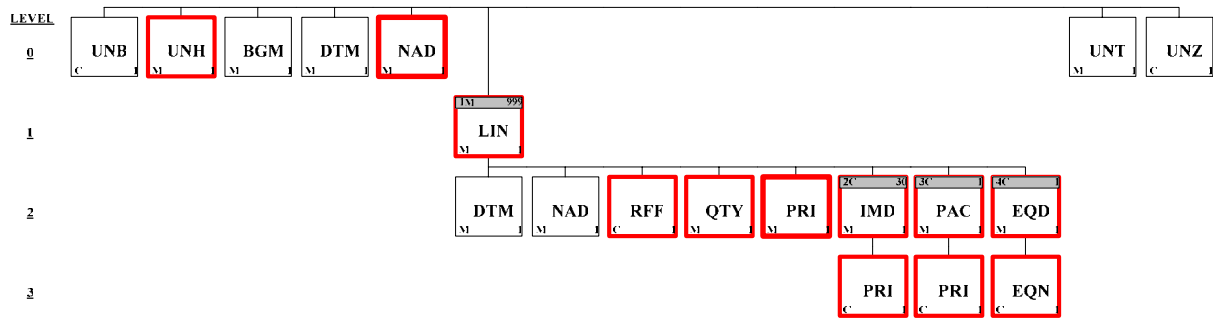 LEVEL
0 UNB UNH BGM DTM NAD UNT UNZ
C 1 M 1 M 1 M 1 M 1 M 1 C 1
1M 999
1 LIN
M 1
2C 30 3C 1 4C 1
2 DTM NAD RFF QTY PRI IMD PAC EQD
M 1 M 1 C 1 M 1 M 1 M 1 M 1 M 1
3 PRI PRI EQN
C 1 C 1 C 1